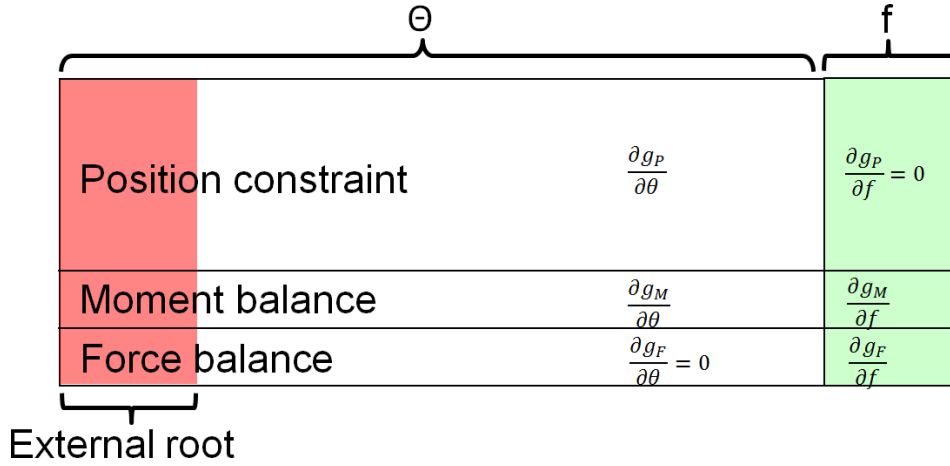 Θ f
Position constraint ∂g_P/∂θ ∂g_P/∂f = 0
Moment balance ∂g_M/∂θ ∂g_M/∂f
Force balance ∂g_F/∂θ = 0 ∂g_F/∂f
External root